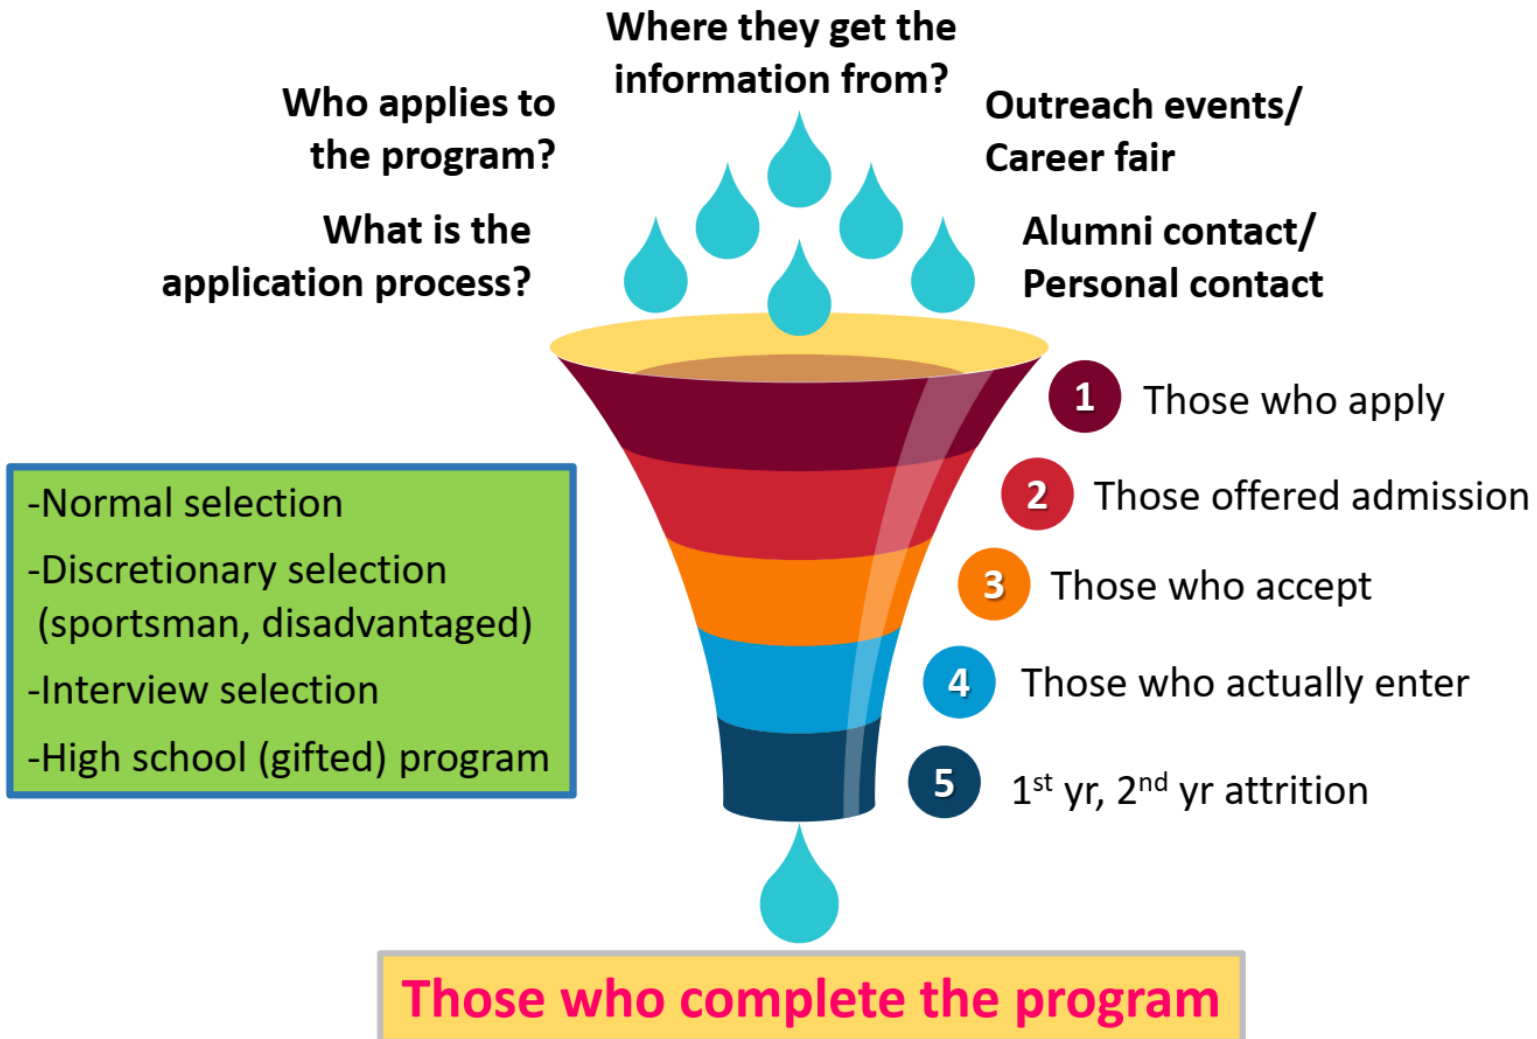 Where they get the
information from?
Who applies to
the program?
Outreach events/
Career fair
What is the
application process?
Alumni contact/
Personal contact
1 Those who apply
2 Those offered admission
3 Those who accept
4 Those who actually enter
5 1st yr, 2nd yr attrition
-Normal selection
-Discretionary selection
(sportsman, disadvantaged)
-Interview selection
-High school (gifted) program
Those who complete the program